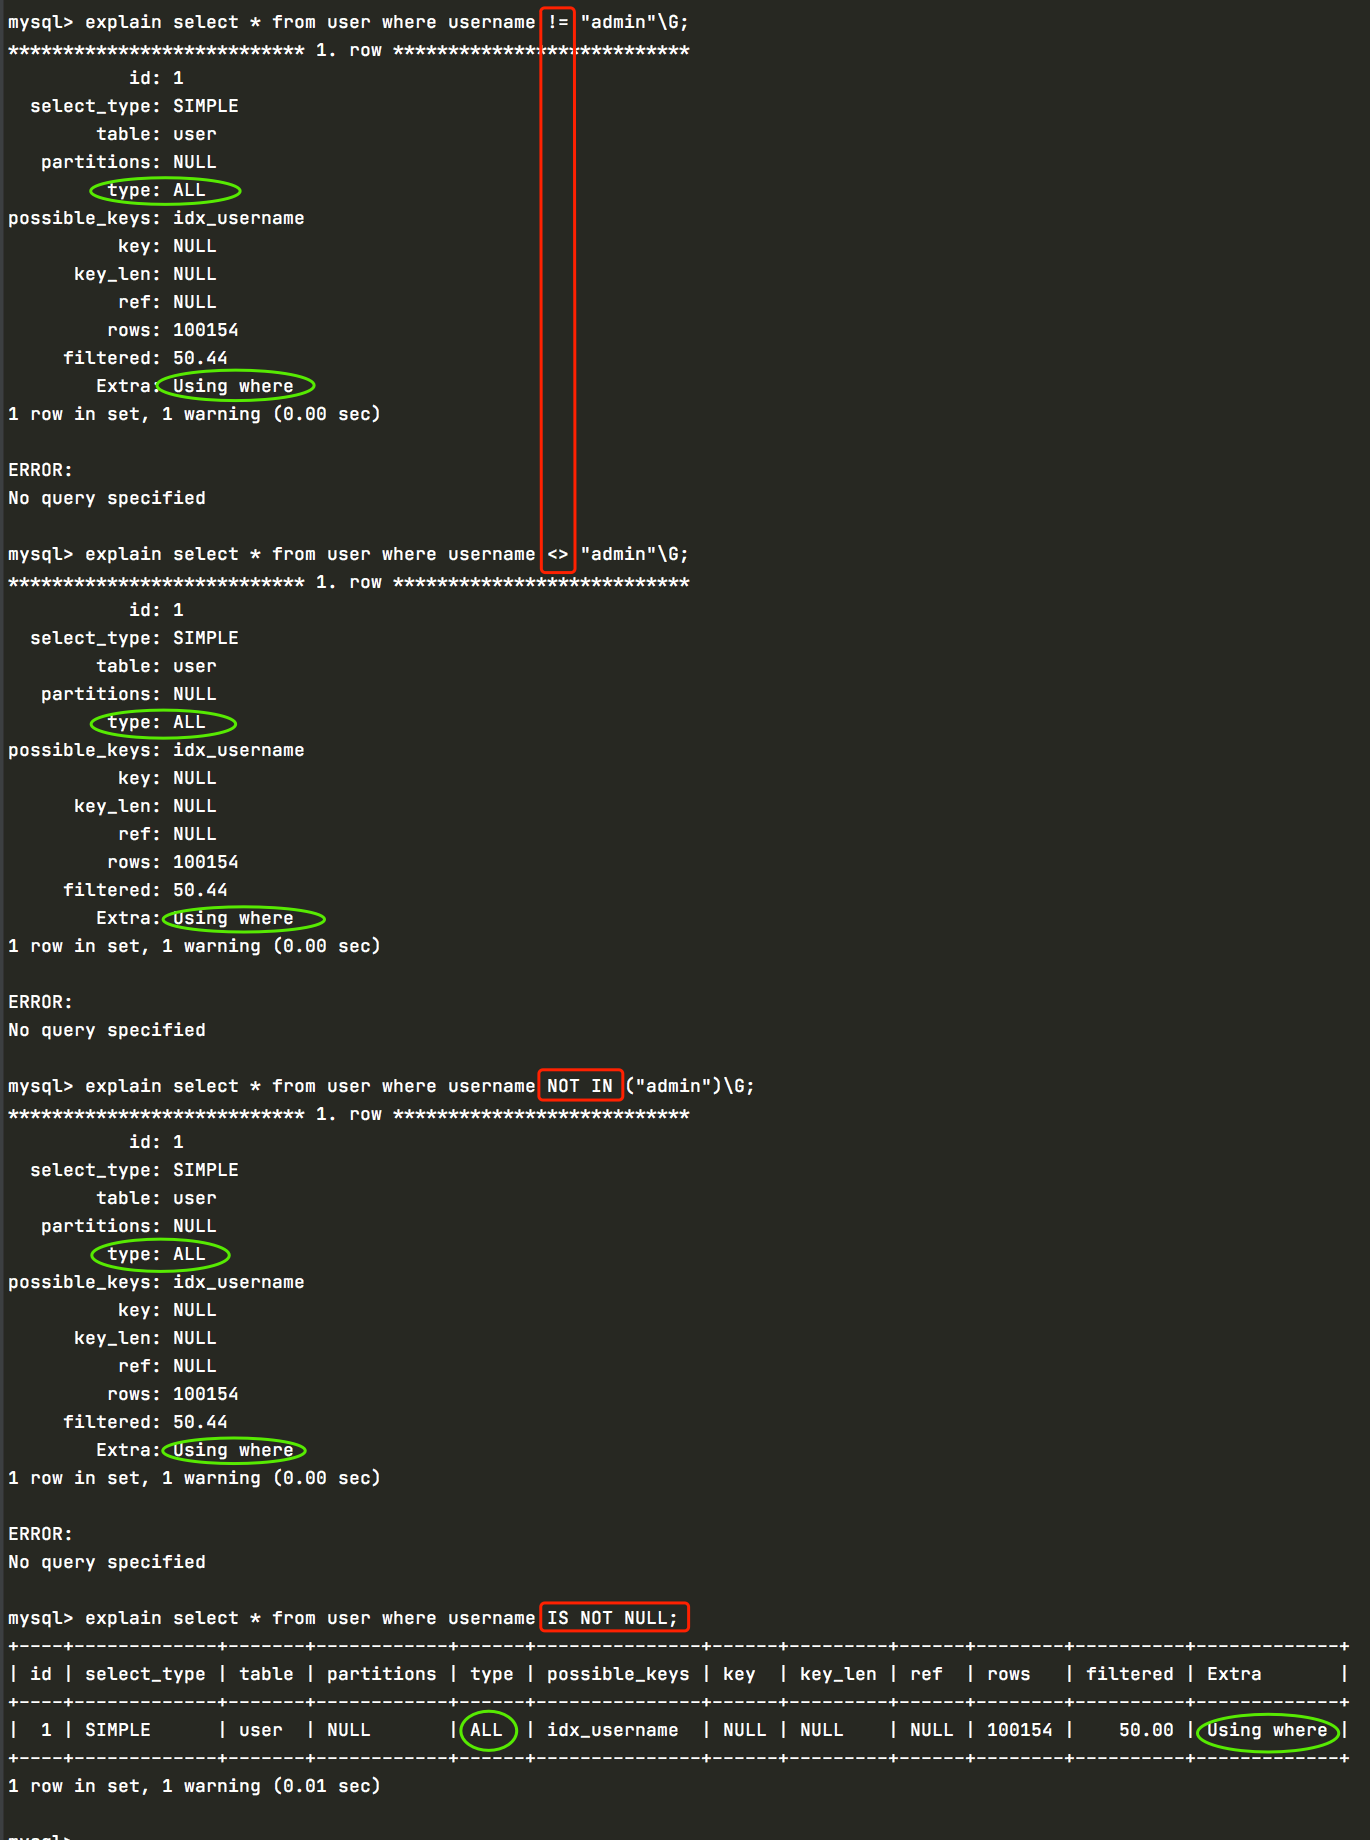 mysql> explain select * from user where username != "admin"\G;
*************************** 1. row ***************************
           id: 1
  select_type: SIMPLE
        table: user
   partitions: NULL
         type: ALL
possible_keys: idx_username
          key: NULL
      key_len: NULL
          ref: NULL
         rows: 100154
     filtered: 50.44
        Extra: Using where
1 row in set, 1 warning (0.00 sec)

ERROR:
No query specified

mysql> explain select * from user where username <> "admin"\G;
*************************** 1. row ***************************
           id: 1
  select_type: SIMPLE
        table: user
   partitions: NULL
         type: ALL
possible_keys: idx_username
          key: NULL
      key_len: NULL
          ref: NULL
         rows: 100154
     filtered: 50.44
        Extra: Using where
1 row in set, 1 warning (0.00 sec)

ERROR:
No query specified

mysql> explain select * from user where username NOT IN ("admin")\G;
*************************** 1. row ***************************
           id: 1
  select_type: SIMPLE
        table: user
   partitions: NULL
         type: ALL
possible_keys: idx_username
          key: NULL
      key_len: NULL
          ref: NULL
         rows: 100154
     filtered: 50.44
        Extra: Using where
1 row in set, 1 warning (0.00 sec)

ERROR:
No query specified

mysql> explain select * from user where username IS NOT NULL;
+----+-------------+-------+------------+------+---------------+------+---------+------+--------+----------+-------------+
| id | select_type | table | partitions | type | possible_keys | key  | key_len | ref  | rows   | filtered | Extra       |
+----+-------------+-------+------------+------+---------------+------+---------+------+--------+----------+-------------+
|  1 | SIMPLE      | user  | NULL       | ALL  | idx_username  | NULL | NULL    | NULL | 100154 |    50.00 | Using where |
+----+-------------+-------+------------+------+---------------+------+---------+------+--------+----------+-------------+
1 row in set, 1 warning (0.01 sec)

mysql>